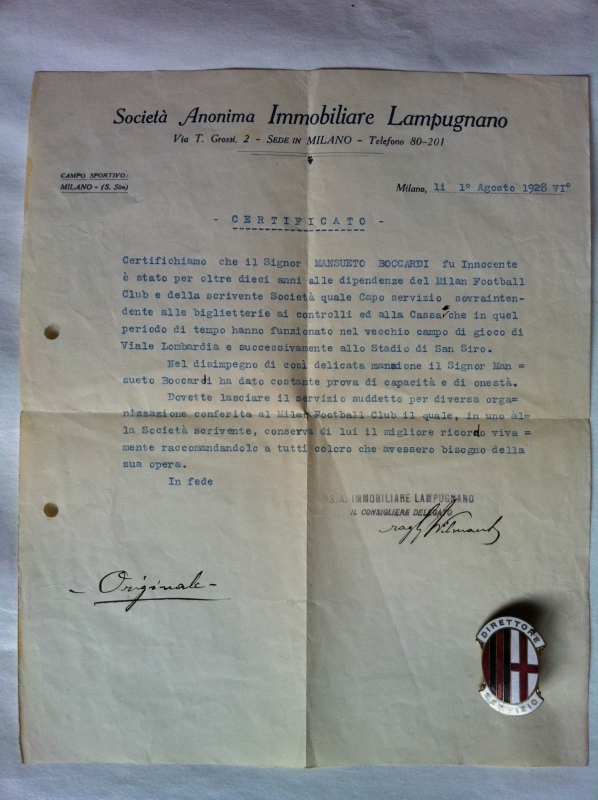 Società Anonima Immobiliare Lampugnano
Via T. Grossi, 2 - SEDE IN MILANO - Telefono 80-201
CAMPO SPORTIVO:
MILANO - (S. Siro)
Milano, li 1° Agosto 1928 VI°
- CERTIFICATO -
Certifichiamo che il Signor MANSUETO BOCCARDI fu Innocente
è stato per oltre dieci anni alle dipendenze del Milan Football
Club e della scrivente Società quale Capo servizio sovrainten-
dente alle biglietterie ai controlli ed alla Cassa che in quel
periodo di tempo hanno funzionato nel vecchio campo di gioco di
Viale Lombardia e successivamente allo Stadio di San Siro.
Nel disimpegno di così delicata mansione il Signor Man =
sueto Boccardi ha dato costante prova di capacità e di onestà.
Dovette lasciare il servizio suddetto per diversa orga=
nizzazione conferita al Milan Football Club il quale, in uno al=
la Società scrivente, conserva di lui il migliore ricordo viva =
mente raccomandandolo a tutti coloro che avessero bisogno della
sua opera.
In fede
S.A. IMMOBILIARE LAMPUGNANO
IL CONSIGLIERE DELEGATO
- Originale -
DIRETTORE
SERVIZIO